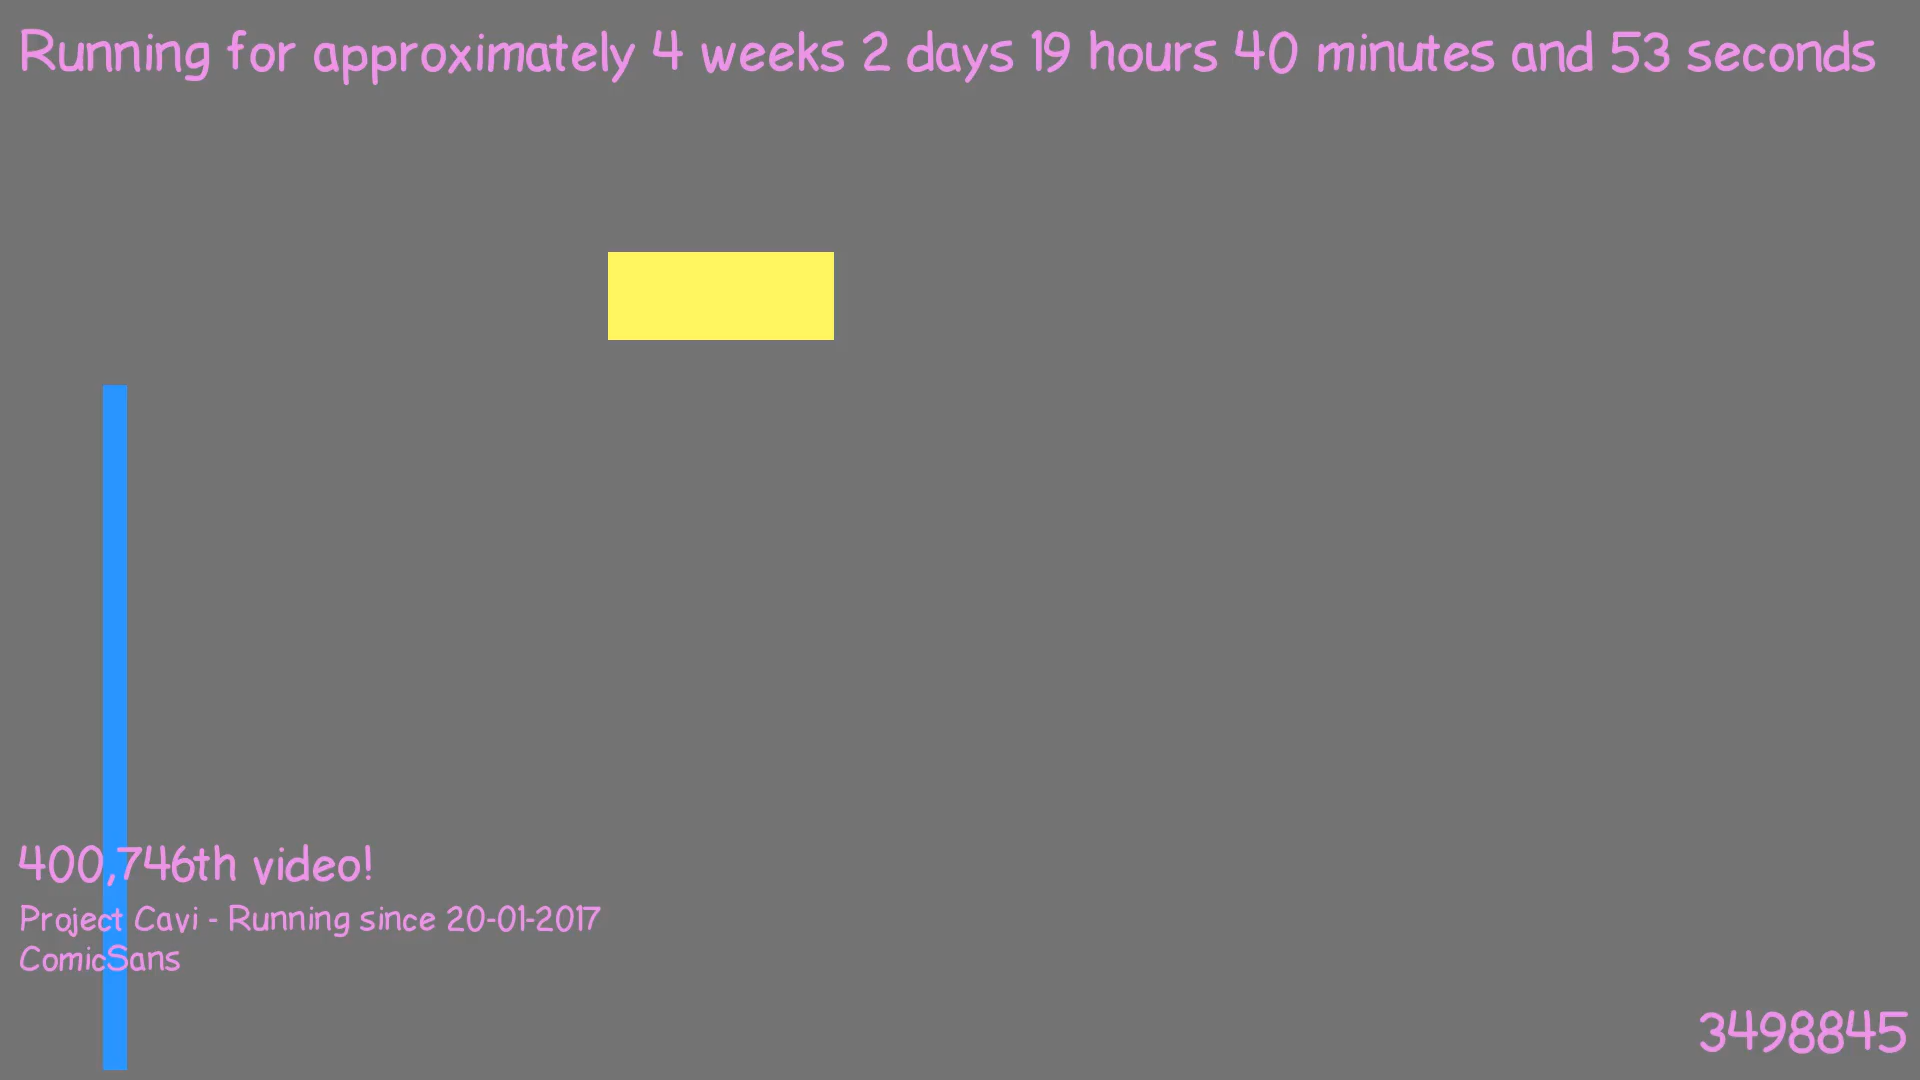 Running for approximately 4 weeks 2 days 19 hours 40 minutes and 53 seconds
400,746th video!
Project Cavi - Running since 20-01-2017
ComicSans
3498845